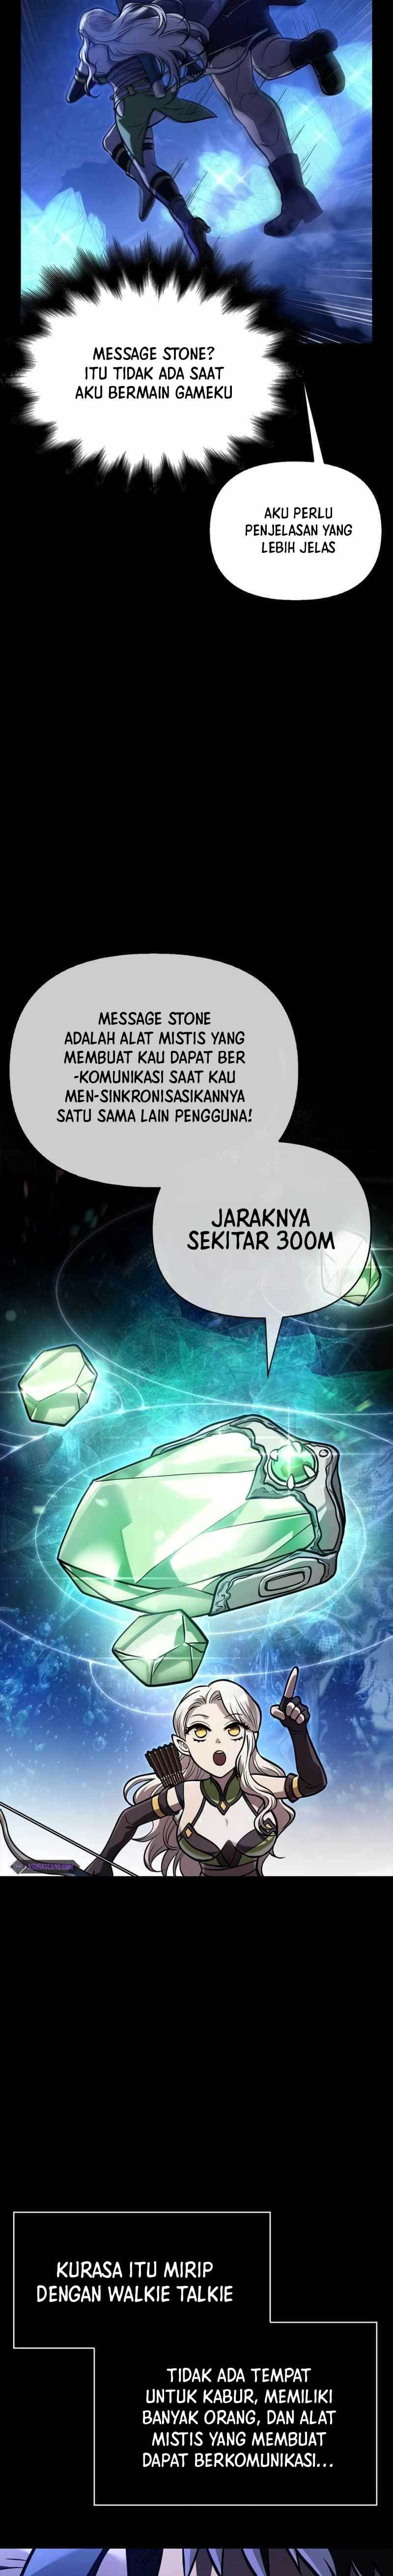 MESSAGE STONE?
ITU TIDAK ADA SAAT
AKU BERMAIN GAMEKU
AKU PERLU
PENJELASAN YANG
LEBIH JELAS
MESSAGE STONE
ADALAH ALAT MISTIS YANG
MEMBUAT KAU DAPAT BER
-KOMUNIKASI SAAT KAU
MEN-SINKRONISASIKANNYA
SATU SAMA LAIN PENGGUNA!
JARAKNYA
SEKITAR 300M
KURASA ITU MIRIP
DENGAN WALKIE TALKIE
TIDAK ADA TEMPAT
UNTUK KABUR, MEMILIKI
BANYAK ORANG, DAN ALAT
MISTIS YANG MEMBUAT
DAPAT BERKOMUNIKASI...